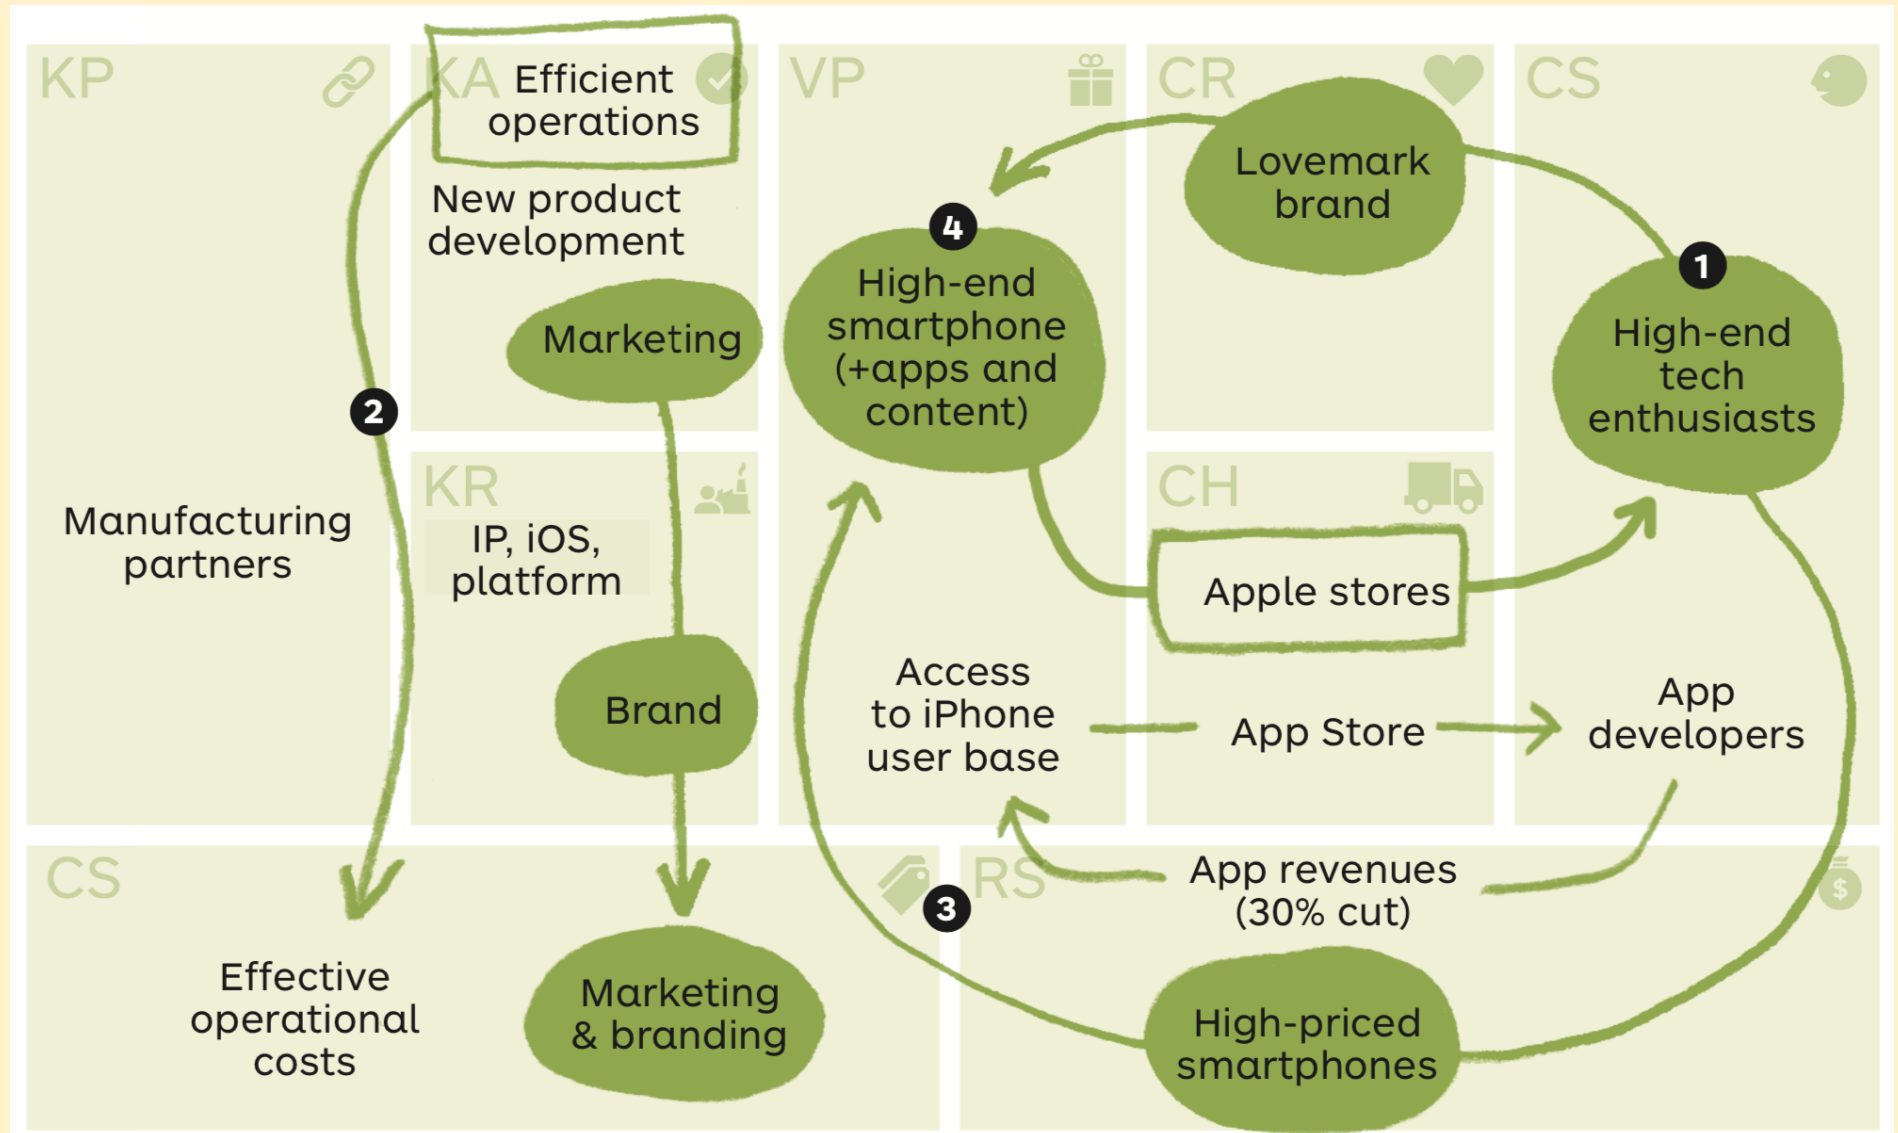 KP
KA
Efficient
operations
New product
development
Marketing
VP
CR
Lovemark
brand
CS
4
High-end
smartphone
(+apps and
content)
1
High-end
tech
enthusiasts
2
Manufacturing
partners
KR
IP, iOS,
platform
Brand
CH
Apple stores
Access
to iPhone
user base
App Store
App
developers
CS
Effective
operational
costs
Marketing
& branding
3
RS
$
App revenues
(30% cut)
High-priced
smartphones